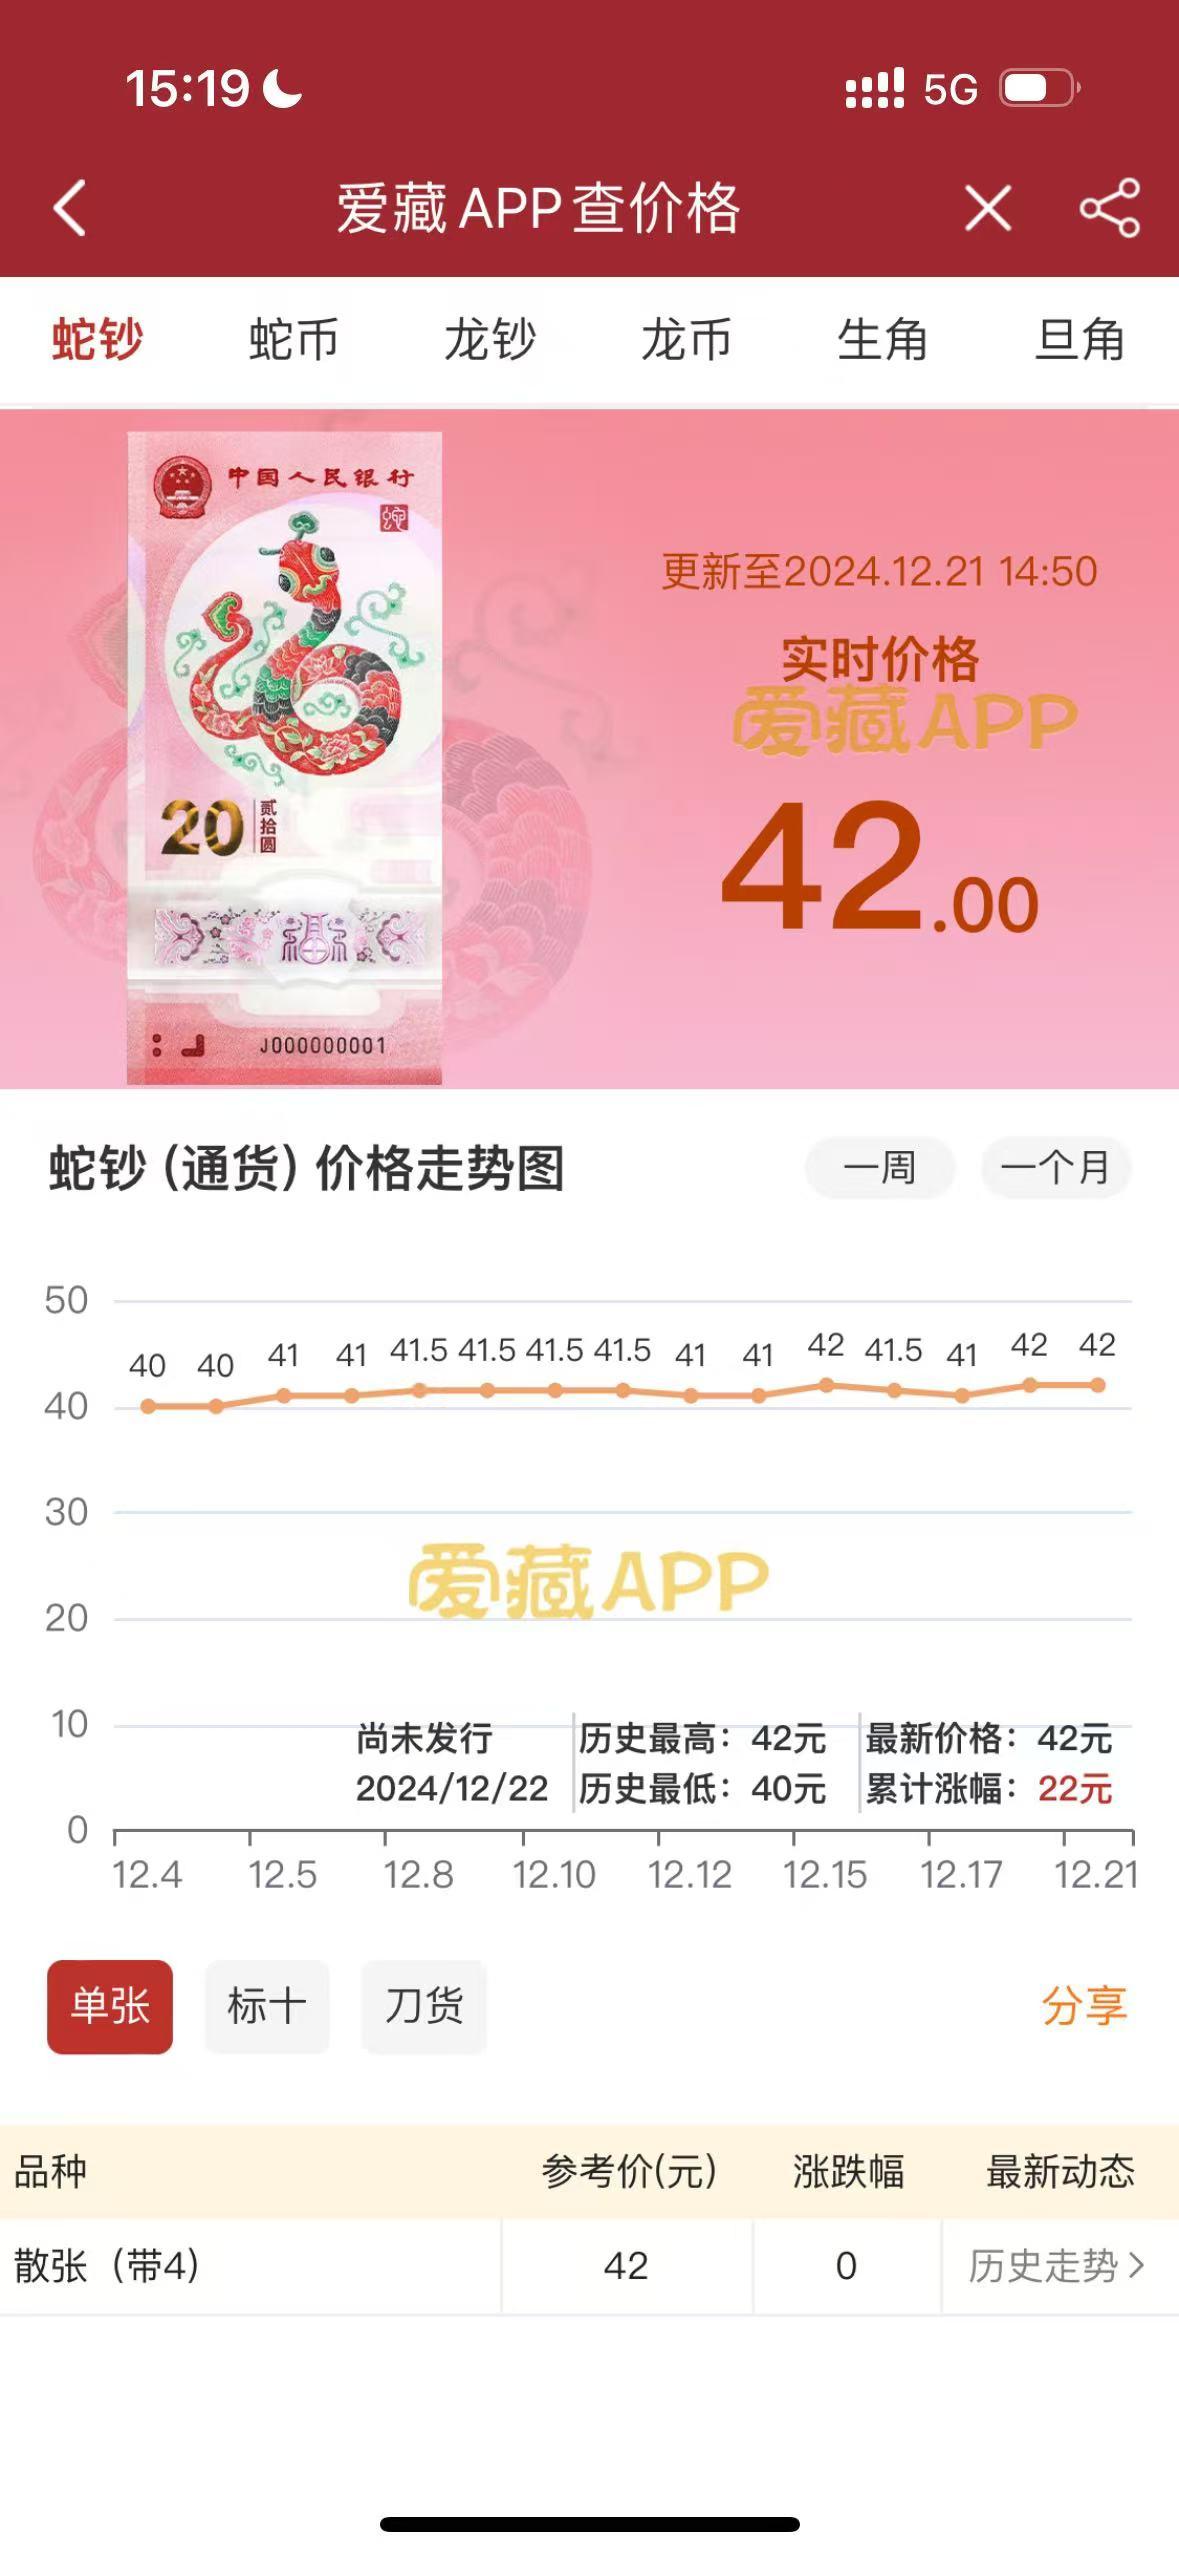 15:19
5G
爱藏APP查价格
蛇钞 蛇币 龙钞 龙币 生角 旦角
中国人民银行
20 贰拾圆
J000000001
更新至2024.12.21 14:50
实时价格
爱藏APP
42.00
蛇钞(通货)价格走势图 一周 一个月
50
40 40 41 41 41.5 41.5 41.5 41.5 41 41 42 41.5 41 42 42
40
30
爱藏APP
20
10
尚未发行 历史最高：42元 最新价格：42元
2024/12/22 历史最低：40元 累计涨幅：22元
0
12.4 12.5 12.8 12.10 12.12 12.15 12.17 12.21
单张 标十 刀货 分享
品种 参考价(元) 涨跌幅 最新动态
散张（带4） 42 0 历史走势